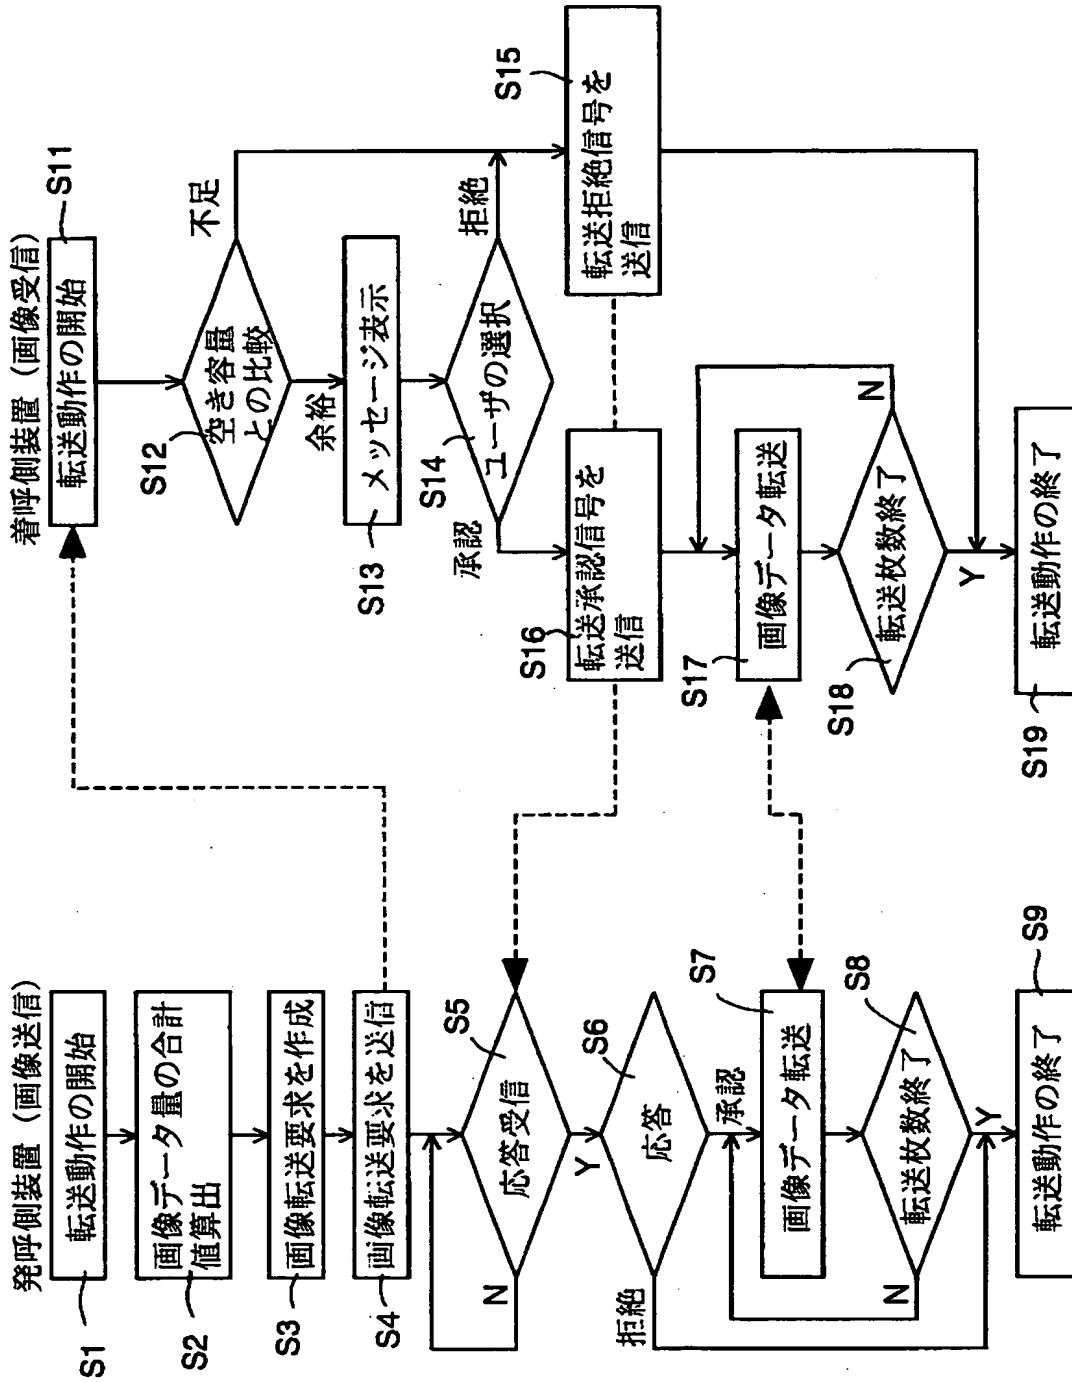 発呼側装置（画像送信）
S1
転送動作の開始
S2
画像データ量の合計
値算出
S3
画像転送要求を作成
S4
画像転送要求を送信
S5
応答受信
N
Y
S6
応答
拒絶
承認
S7
画像データ転送
S8
転送枚数終了
N
Y
S9
転送動作の終了
着呼側装置（画像受信）
S11
転送動作の開始
S12
空き容量
との比較
不足
余裕
S13
メッセージ表示
S14
ユーザの選択
拒絶
承認
S15
転送拒絶信号を
送信
S16
転送承認信号を
送信
S17
画像データ転送
S18
転送枚数終了
N
Y
S19
転送動作の終了